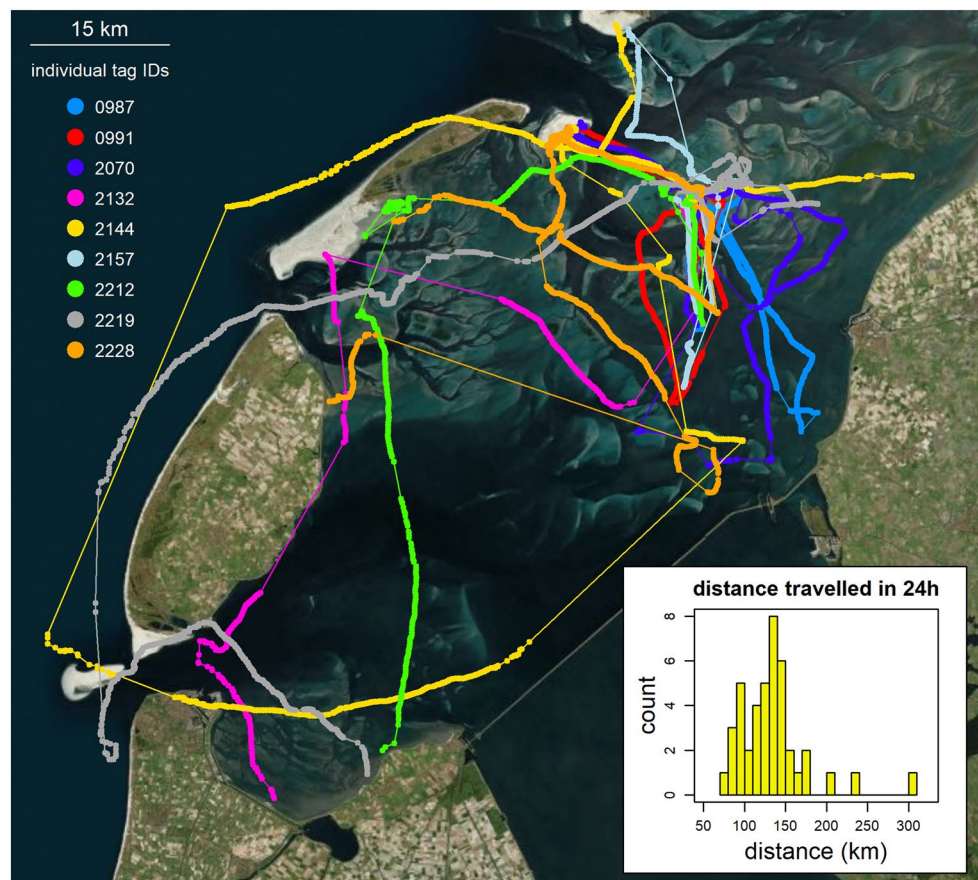 15 km
individual tag IDs
0987
0991
2070
2132
2144
2157
2212
2219
2228
distance travelled in 24h
8
6
4
2
0
count
50 100 150 200 250 300
distance (km)